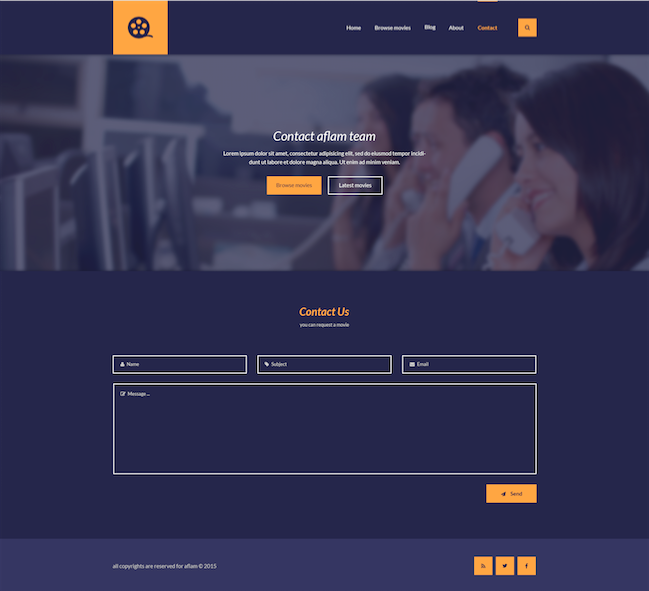 Home Browse movies Blog About Contact
Contact aflam team
Lorem ipsum dolor sit amet, consectetur adipisicing elit, sed do eiusmod tempor incidi-
dunt ut labore et dolore magna aliqua. Ut enim ad minim veniam.
Browse movies Latest movies
Contact Us
you can request a movie
Name Subject Email
Message ...
Send
all copyrights are reserved for aflam © 2015